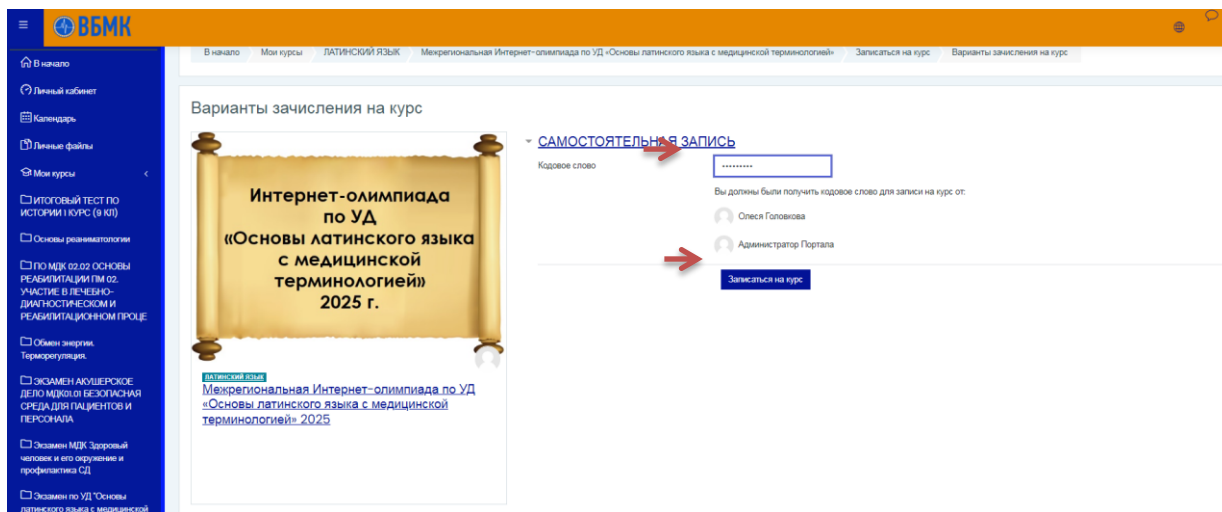 ВБМК
В начало
Мои курсы
ЛАТИНСКИЙ ЯЗЫК
Межрегиональная Интернет-олимпиада по УД «Основы латинского языка с медицинской терминологией»
Записаться на курс
Варианты зачисления на курс
В начало
Личный кабинет
Календарь
Личные файлы
Мои курсы
ИТОГОВЫЙ ТЕСТ ПО
ИСТОРИИ I КУРС (9 КЛ)
Основы реаниматологии
ПО МДК 02.02 ОСНОВЫ
РЕАБИЛИТАЦИИ ПМ 02.
УЧАСТИЕ В ЛЕЧЕБНО-
ДИАГНОСТИЧЕСКОМ И
РЕАБИЛИТАЦИОННОМ ПРОЦЕ
Обмен энергии.
Терморегуляция.
ЭКЗАМЕН АКУШЕРСКОЕ
ДЕЛО МДК01.01 БЕЗОПАСНАЯ
СРЕДА ДЛЯ ПАЦИЕНТОВ И
ПЕРСОНАЛА
Экзамен МДК Здоровый
человек и его окружение и
профилактика СД
Экзамен по УД "Основы
латинского языка с медицинской
Варианты зачисления на курс
Интернет-олимпиада
по УД
«Основы латинского языка
с медицинской
терминологией»
2025 г.
ЛАТИНСКИЙ ЯЗЫК
Межрегиональная Интернет-олимпиада по УД
«Основы латинского языка с медицинской
терминологией» 2025
САМОСТОЯТЕЛЬНАЯ ЗАПИСЬ
Кодовое слово
·········
Вы должны были получить кодовое слово для записи на курс от:
Олеся Головкова
Администратор Портала
Записаться на курс